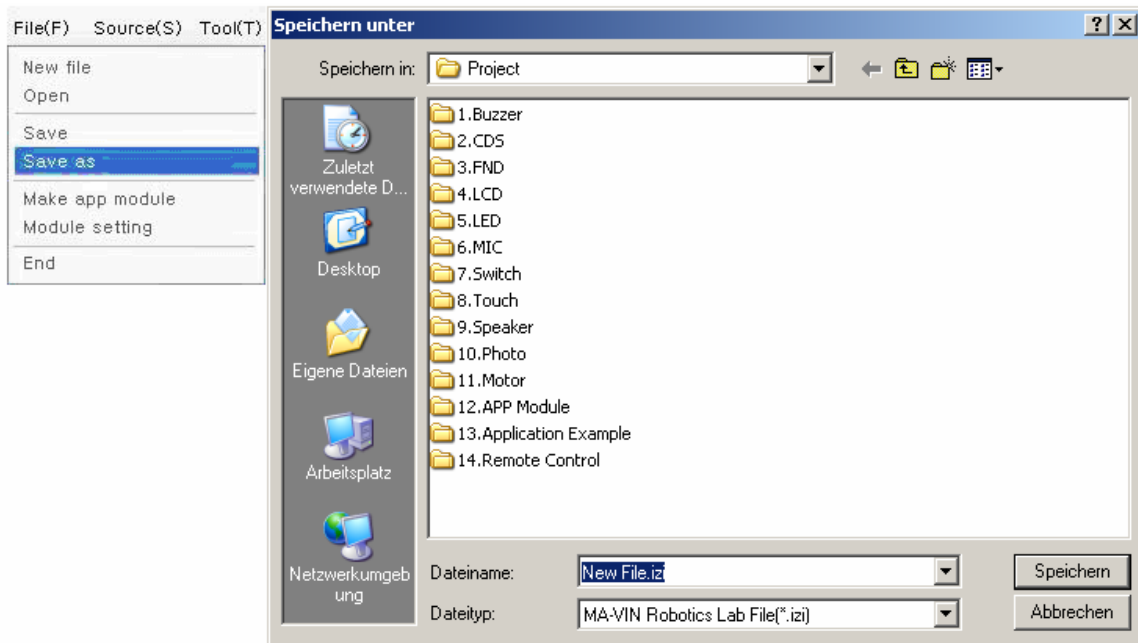 File(F) Source(S) Tool(T)
New file
Open
Save
Save as
Make app module
Module setting
End
Speichern unter
Speichern in: Project
Zuletzt
verwendete D...
Desktop
Eigene Dateien
Arbeitsplatz
Netzwerkumgeb
ung
1.Buzzer
2.CDS
3.FND
4.LCD
5.LED
6.MIC
7.Switch
8.Touch
9.Speaker
10.Photo
11.Motor
12.APP Module
13.Application Example
14.Remote Control
Dateiname: New File.izi Speichern
Dateityp: MA-VIN Robotics Lab File(*.izi) Abbrechen